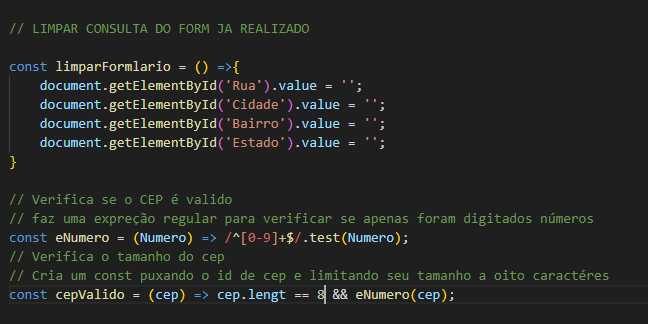 // LIMPAR CONSULTA DO FORM JA REALIZADO
const limparFormlario = () =>{
document.getElementById('Rua').value = '';
document.getElementById('Cidade').value = '';
document.getElementById('Bairro').value = '';
document.getElementById('Estado').value = '';
}
// Verifica se o CEP é valido
// faz uma expreção regular para verificar se apenas foram digitados números
const eNumero = (Numero) => /^[0-9]+$/.test(Numero);
// Verifica o tamanho do cep
// Cria um const puxando o id de cep e limitando seu tamanho a oito caractéres
const cepValido = (cep) => cep.lengt == 8 && eNumero(cep);